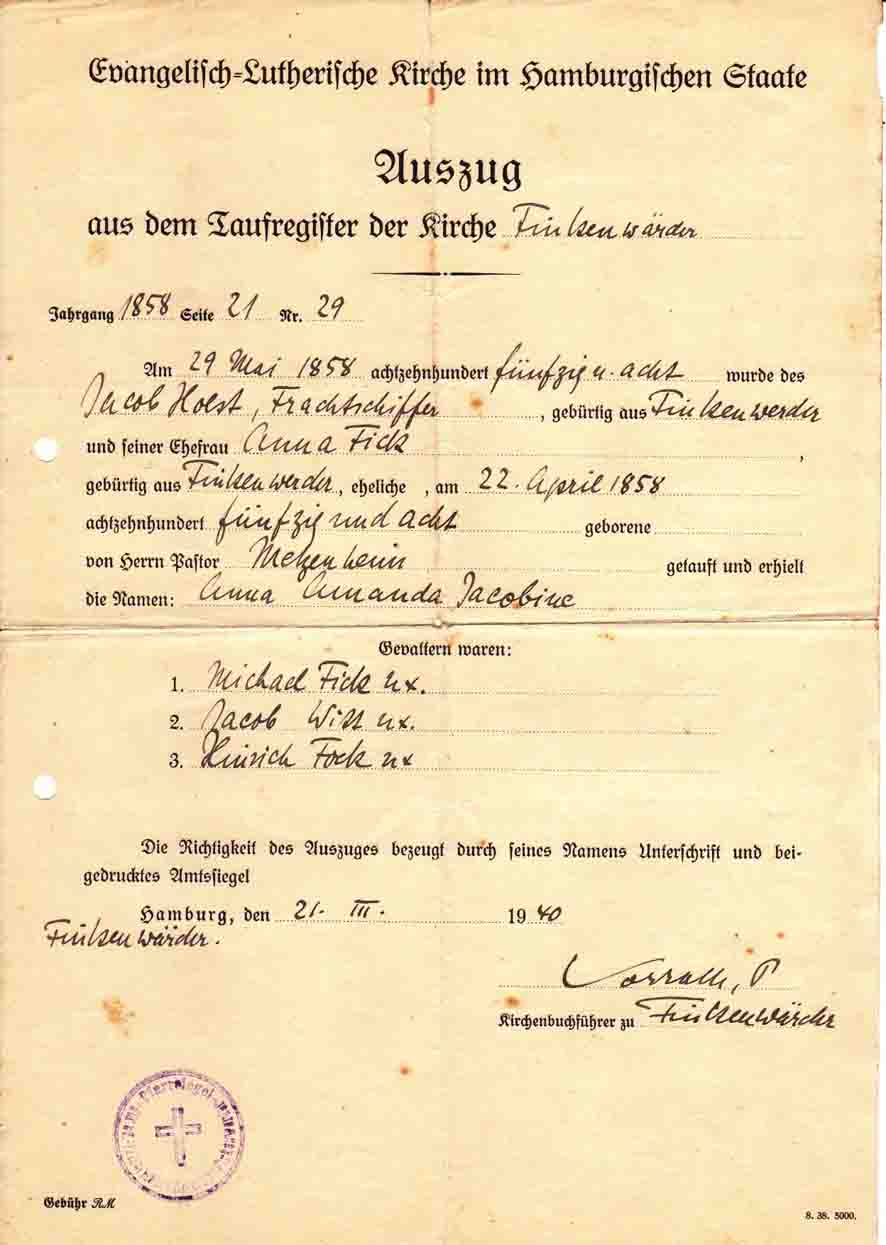 Evangelisch-Lutherische Kirche im Hamburgischen Staate
Auszug
aus dem Taufregister der Kirche Finkenwärder
Jahrgang 1858 Seite 21 Nr. 29
Am 29 Mai 1858 achtzehnhundert fünfzig u. acht wurde des
Jacob Holst, Frachtschiffer, gebürtig aus Finkenwerder
und seiner Ehefrau Anna Fick,
gebürtig aus Finkenwerder, eheliche, am 22. April 1858
achtzehnhundert fünfzig und acht geborene
von Herrn Pastor getauft und erhielt
die Namen: Anna Amanda Jacobine
Gevattern waren:
1. Michael Fick ux.
2. Jacob Witt ux.
3. Hinrich Fock ux
Die Richtigkeit des Auszuges bezeugt durch seines Namens Unterschrift und bei-
gedrucktes Amtssiegel
Hamburg, den 21. III. 1940
Finkenwärder.
P
Kirchenbuchführer zu Finkenwärder
Gebühr RM
8. 38. 5000.